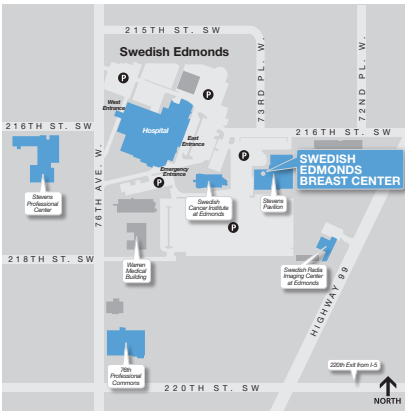 215TH ST. SW
Swedish Edmonds
73RD PL. W.
72ND PL. W.
P
P
West
Entrance
Hospital
216TH ST. SW
East
Entrance
216TH ST. SW
76TH AVE. W.
P
SWEDISH
EDMONDS
BREAST CENTER
Emergency
Entrance
P
Stevens
Professional
Center
Swedish
Cancer Institute
at Edmonds
Stevens
Pavilion
P
218TH ST. SW
Warren
Medical
Building
Swedish Radia
Imaging Center
at Edmonds
HIGHWAY 99
76th
Professional
Commons
220th Exit from I-5
220TH ST. SW
NORTH